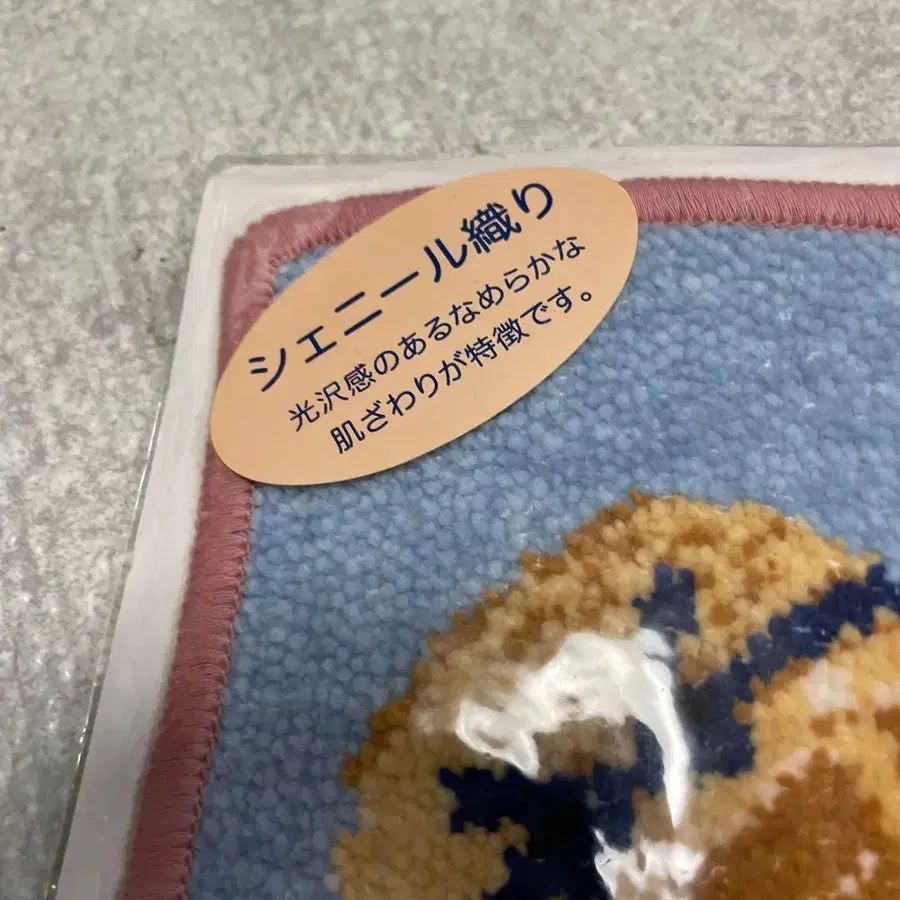 シェニール織り
光沢感のあるなめらかな
肌ざわりが特徴です。